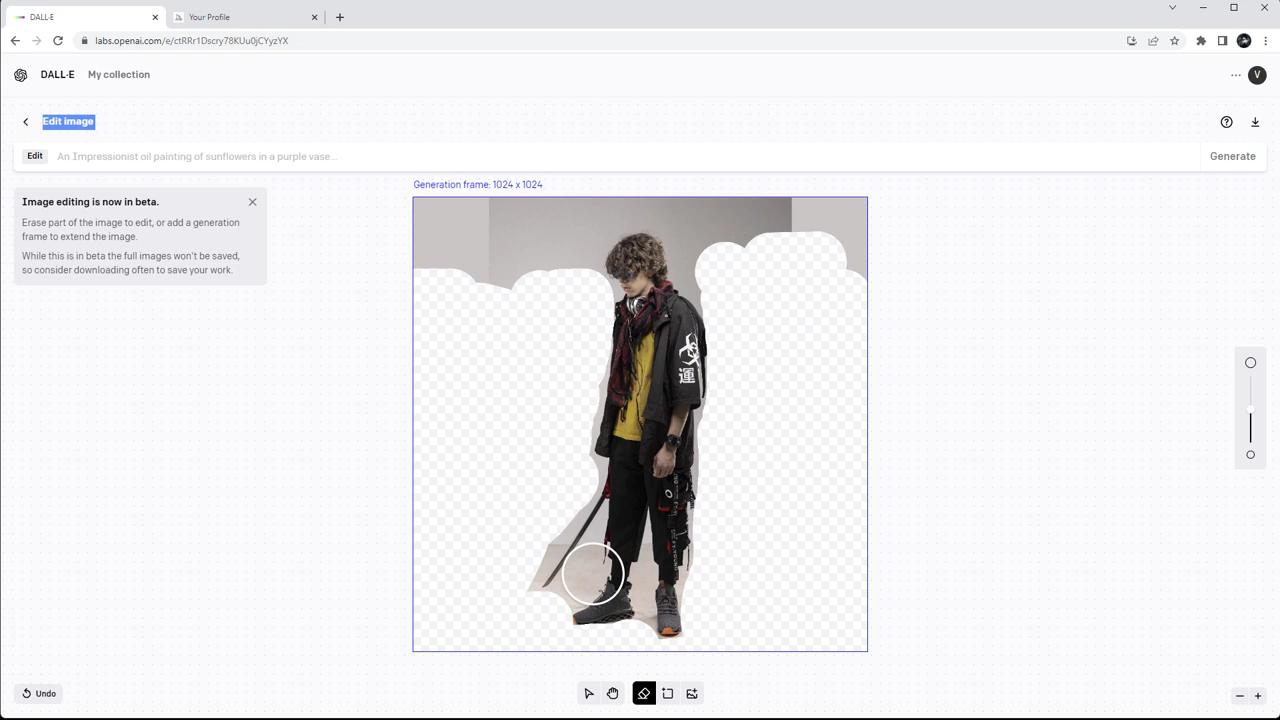 DALL·E
Your Profile
labs.openai.com/e/ctRRr1Dscry78KUu0jCYyzYX
DALL·E
My collection
V
Edit image
Edit
An Impressionist oil painting of sunflowers in a purple vase...
Generate
Generation frame: 1024 x 1024
Image editing is now in beta.
Erase part of the image to edit, or add a generation
frame to extend the image.
While this is in beta the full images won't be saved,
so consider downloading often to save your work.
運
Undo